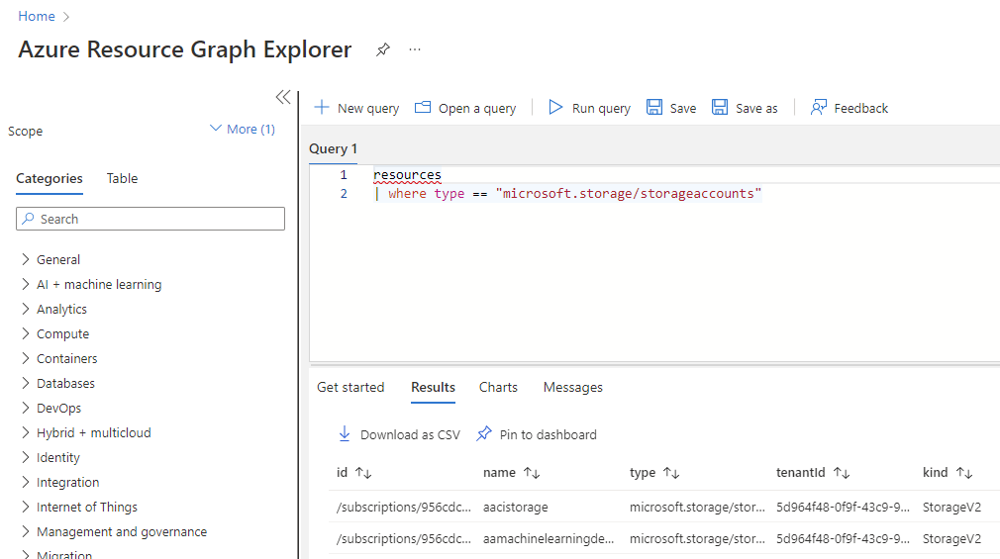 Home
Azure Resource Graph Explorer
Scope
More (1)
Categories Table
Search
General
AI + machine learning
Analytics
Compute
Containers
Databases
DevOps
Hybrid + multicloud
Identity
Integration
Internet of Things
Management and governance
Migration
New query Open a query Run query Save Save as Feedback
Query 1
1 resources
2 | where type == "microsoft.storage/storageaccounts"
Get started Results Charts Messages
Download as CSV Pin to dashboard
id name type tenantId kind
/subscriptions/956cdc... aacistorage microsoft.storage/stor... 5d964f48-0f9f-43c9-9... StorageV2
/subscriptions/956cdc... aamachinelearningde... microsoft.storage/stor... 5d964f48-0f9f-43c9-9... StorageV2